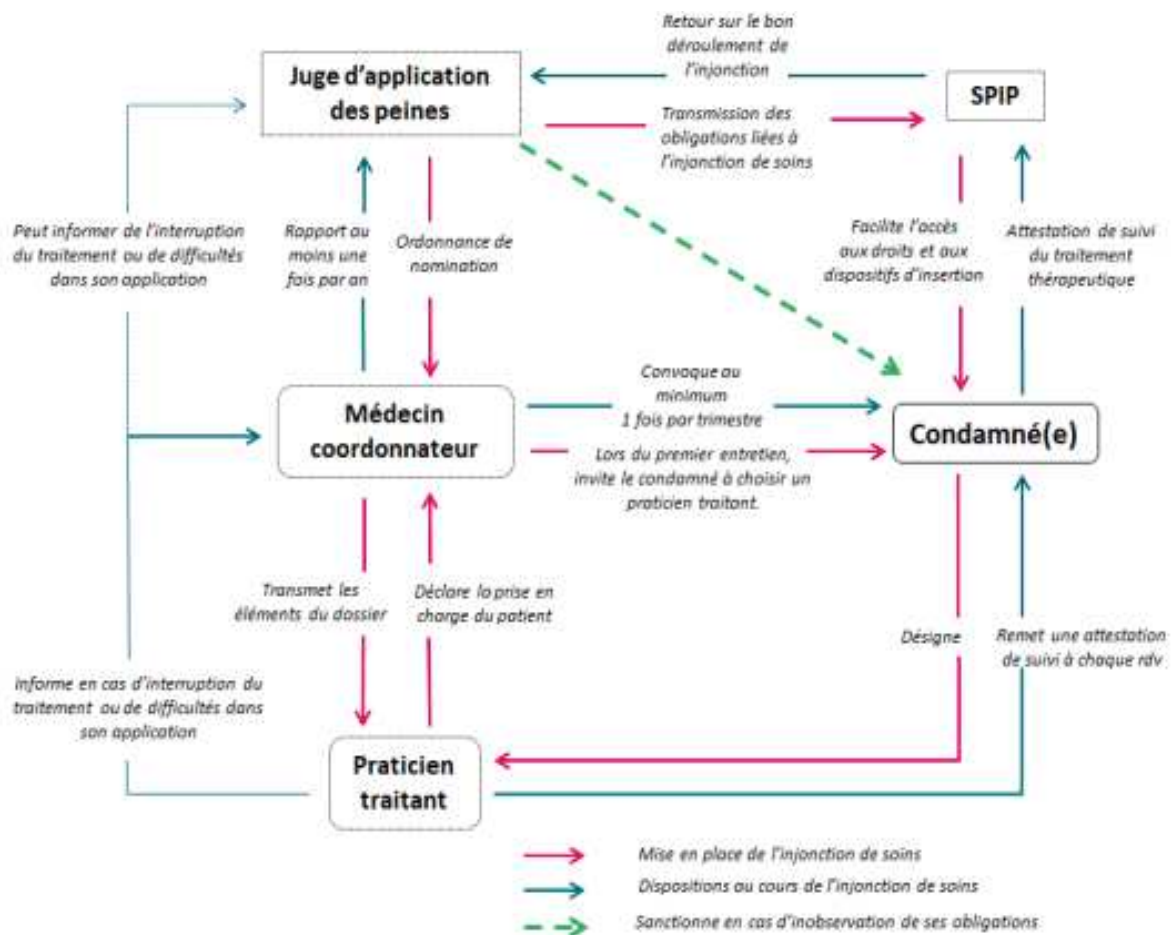 Retour sur le bon
déroulement de
l'injonction
Juge d'application
des peines
SPIP
Transmission des
obligations liées à
l'injonction de soins
Peut informer de l'interruption
du traitement ou de difficultés
dans son application
Rapport au
moins une
fois par an
Ordonnance de
nomination
Facilite l'accès
aux droits et aux
dispositifs d'insertion
Attestation de suivi
du traitement
thérapeutique
Convoque au
minimum
1 fois par trimestre
Médecin
coordonnateur
Condamné(e)
Lors du premier entretien,
invite le condamné à choisir un
praticien traitant.
Transmet les
éléments du dossier
Déclare la prise en
charge du patient
Désigne
Remet une attestation
de suivi à chaque rdv
Informe en cas d'interruption du
traitement ou de difficultés dans
son application
Praticien
traitant
Mise en place de l'injonction de soins
Dispositions au cours de l'injonction de soins
Sanctionne en cas d'inobservation de ses obligations